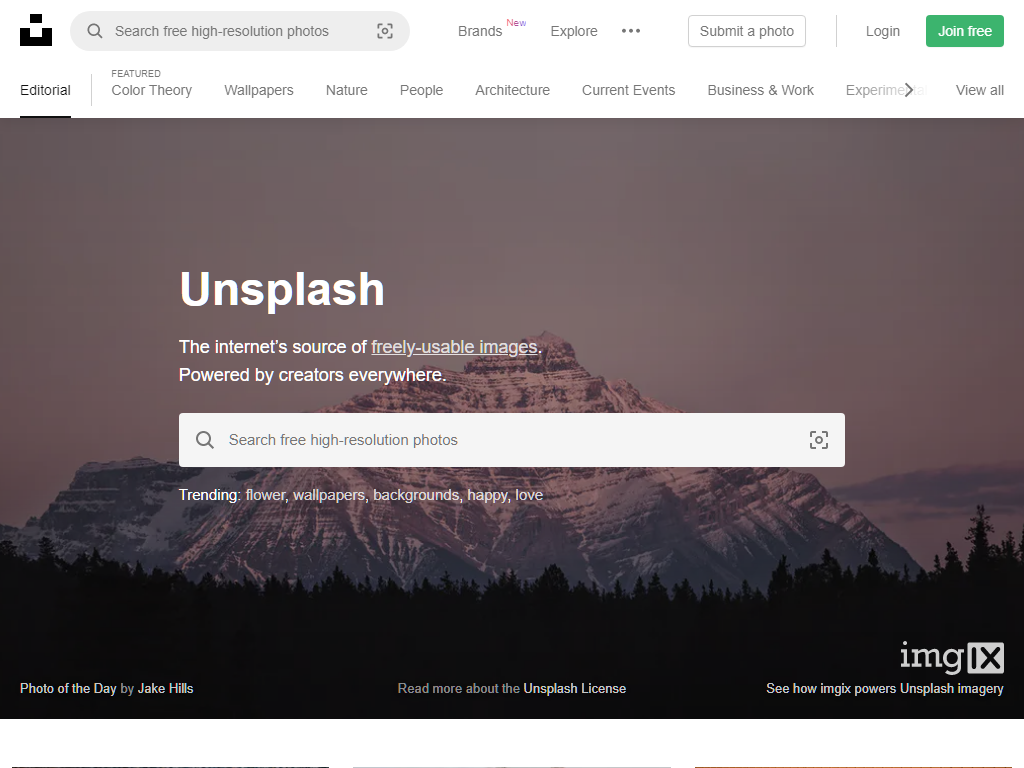 Search free high-resolution photos
Brands New
Explore
Submit a photo
Login
Join free
Editorial
FEATURED
Color Theory
Wallpapers
Nature
People
Architecture
Current Events
Business & Work
Experimental
View all
Unsplash
The internet’s source of freely-usable images.
Powered by creators everywhere.
Search free high-resolution photos
Trending: flower, wallpapers, backgrounds, happy, love
imgIX
Photo of the Day by Jake Hills
Read more about the Unsplash License
See how imgix powers Unsplash imagery